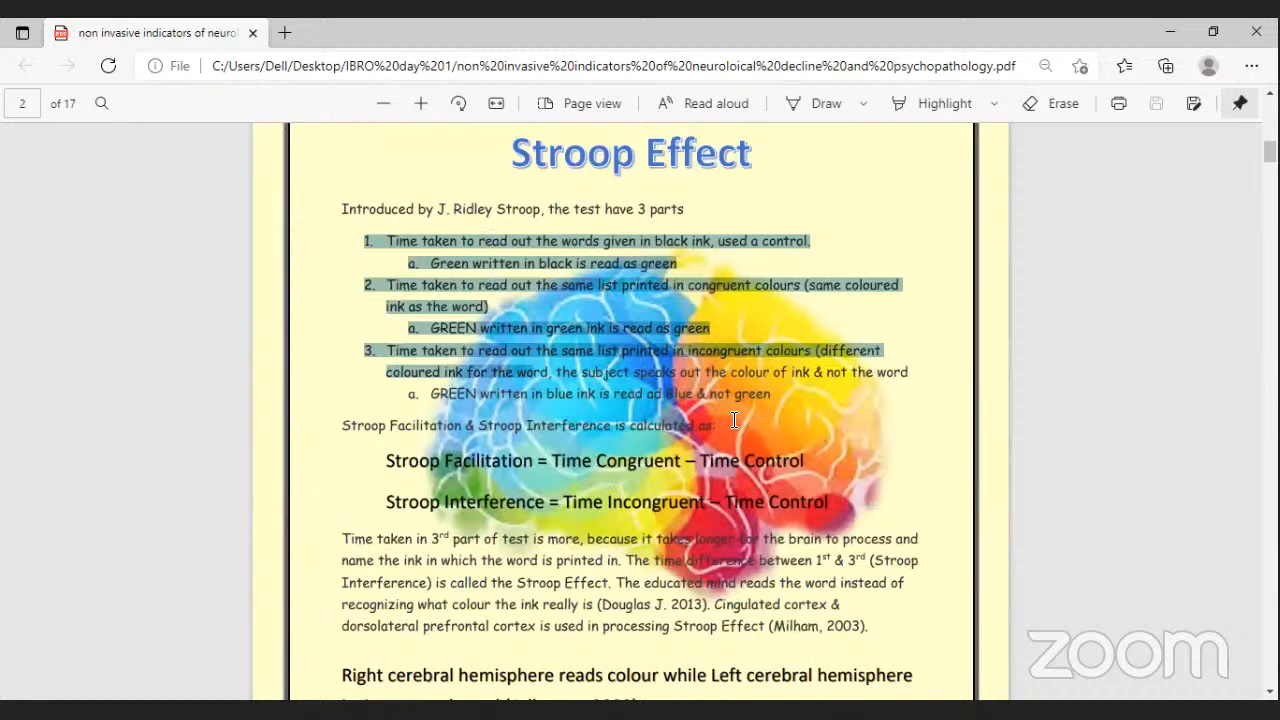 non invasive indicators of neuro
File
C:/Users/Dell/Desktop/IBRO%20day%201/non%20invasive%20indicators%20of%20neuroloical%20decline%20and%20psychopathology.pdf
2 of 17
Page view
Read aloud
Draw
Highlight
Erase
Stroop Effect
Introduced by J. Ridley Stroop, the test have 3 parts
1. Time taken to read out the words given in black ink, used a control.
a. Green written in black is read as green
2. Time taken to read out the same list printed in congruent colours (same coloured
ink as the word)
a. GREEN written in green ink is read as green
3. Time taken to read out the same list printed in incongruent colours (different
coloured ink for the word, the subject speaks out the colour of ink & not the word
a. GREEN written in blue ink is read ad Blue & not green
Stroop Facilitation & Stroop Interference is calculated as:
Stroop Facilitation = Time Congruent – Time Control
Stroop Interference = Time Incongruent – Time Control
Time taken in 3rd part of test is more, because it takes longer for the brain to process and
name the ink in which the word is printed in. The time difference between 1st & 3rd (Stroop
Interference) is called the Stroop Effect. The educated mind reads the word instead of
recognizing what colour the ink really is (Douglas J. 2013). Cingulated cortex &
dorsolateral prefrontal cortex is used in processing Stroop Effect (Milham, 2003).
Right cerebral hemisphere reads colour while Left cerebral hemisphere
zoom